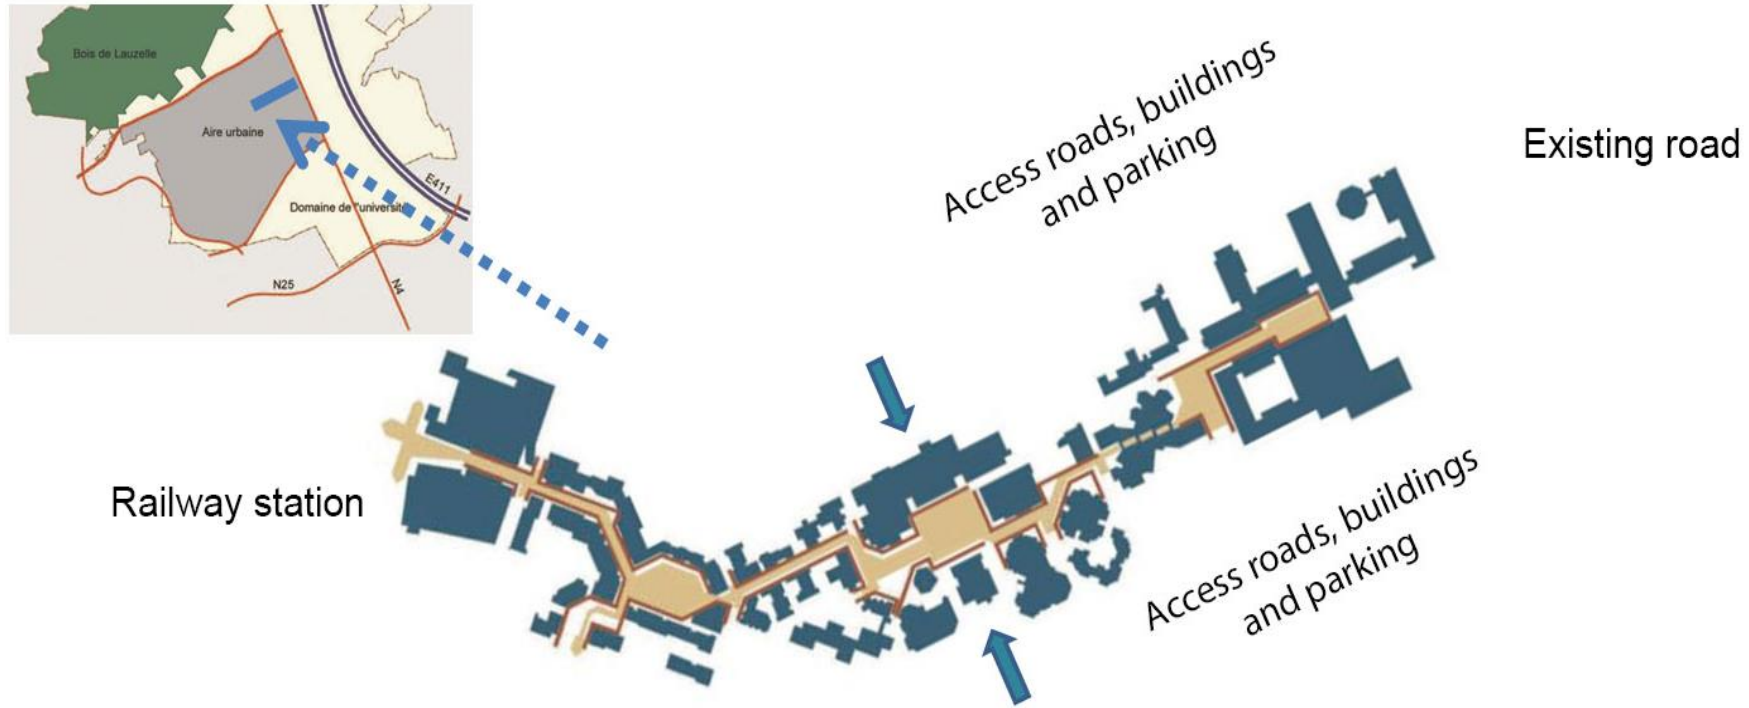 Bois de Lauzelle
Aire urbaine
E411
Domaine de l'université
N25
N4
Access roads, buildings
and parking
Existing road
Railway station
Access roads, buildings
and parking